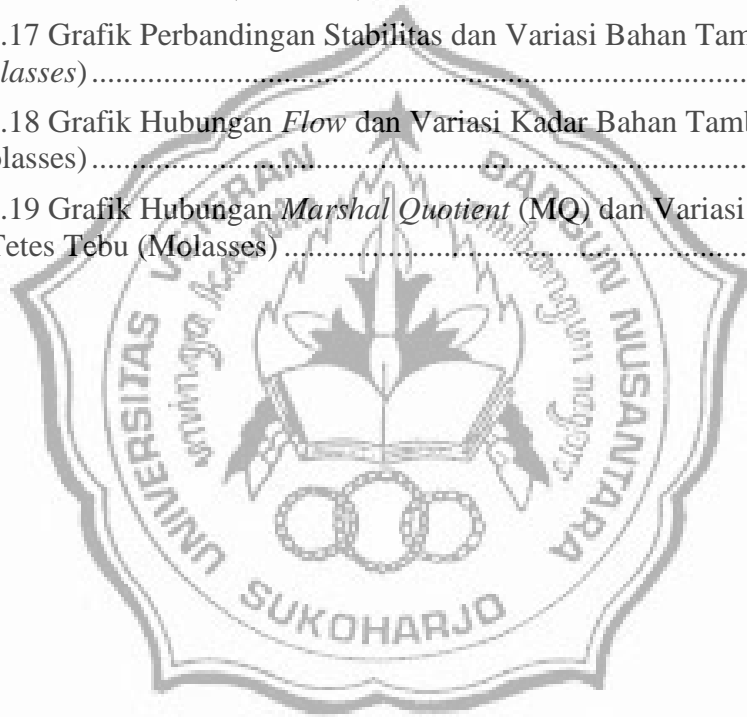 .17 Grafik Perbandingan Stabilitas dan Variasi Bahan Tam
lasses) ....................................................................................
.18 Grafik Hubungan Flow dan Variasi Kadar Bahan Tamb
olasses) ....................................................................................
.19 Grafik Hubungan Marshal Quotient (MQ) dan Variasi
Tetes Tebu (Molasses) ............................................................
UNIVERSITAS VETERAN BANGUN NUSANTARA
SUKOHARJO